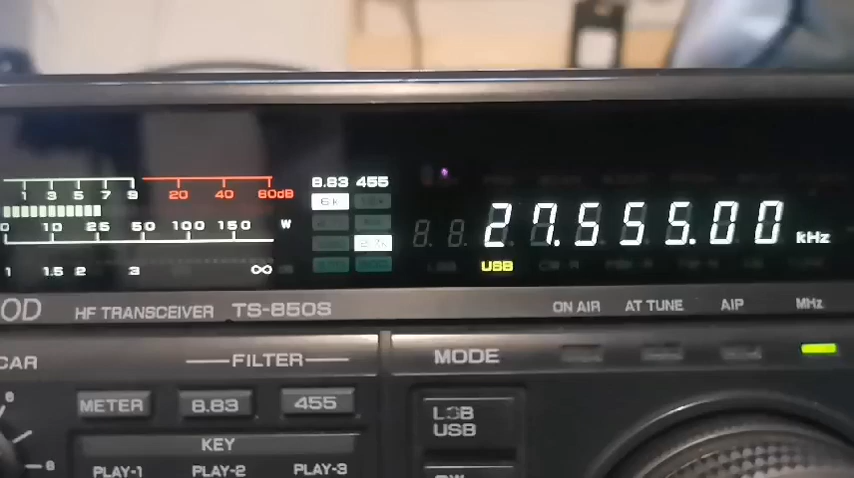 1 3 5 7 9 20 40 60dB
0 10 25 50 100 150 W
1 1.5 2 3 ∞
8.83 455
6k
2.7k
27.555.00 kHz
USB
OD HF TRANSCEIVER TS-850S
ON AIR AT TUNE AIP MHz
CAR FILTER MODE
METER 8.83 455
LSB
USB
KEY
PLAY-1 PLAY-2 PLAY-3
8
8